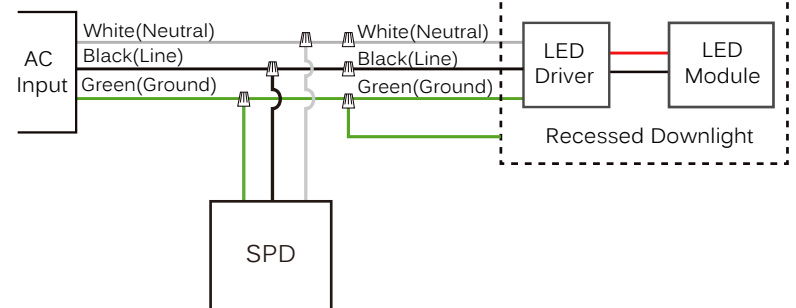 AC
Input
White(Neutral)
Black(Line)
Green(Ground)
White(Neutral)
Black(Line)
Green(Ground)
LED
Driver
LED
Module
Recessed Downlight
SPD